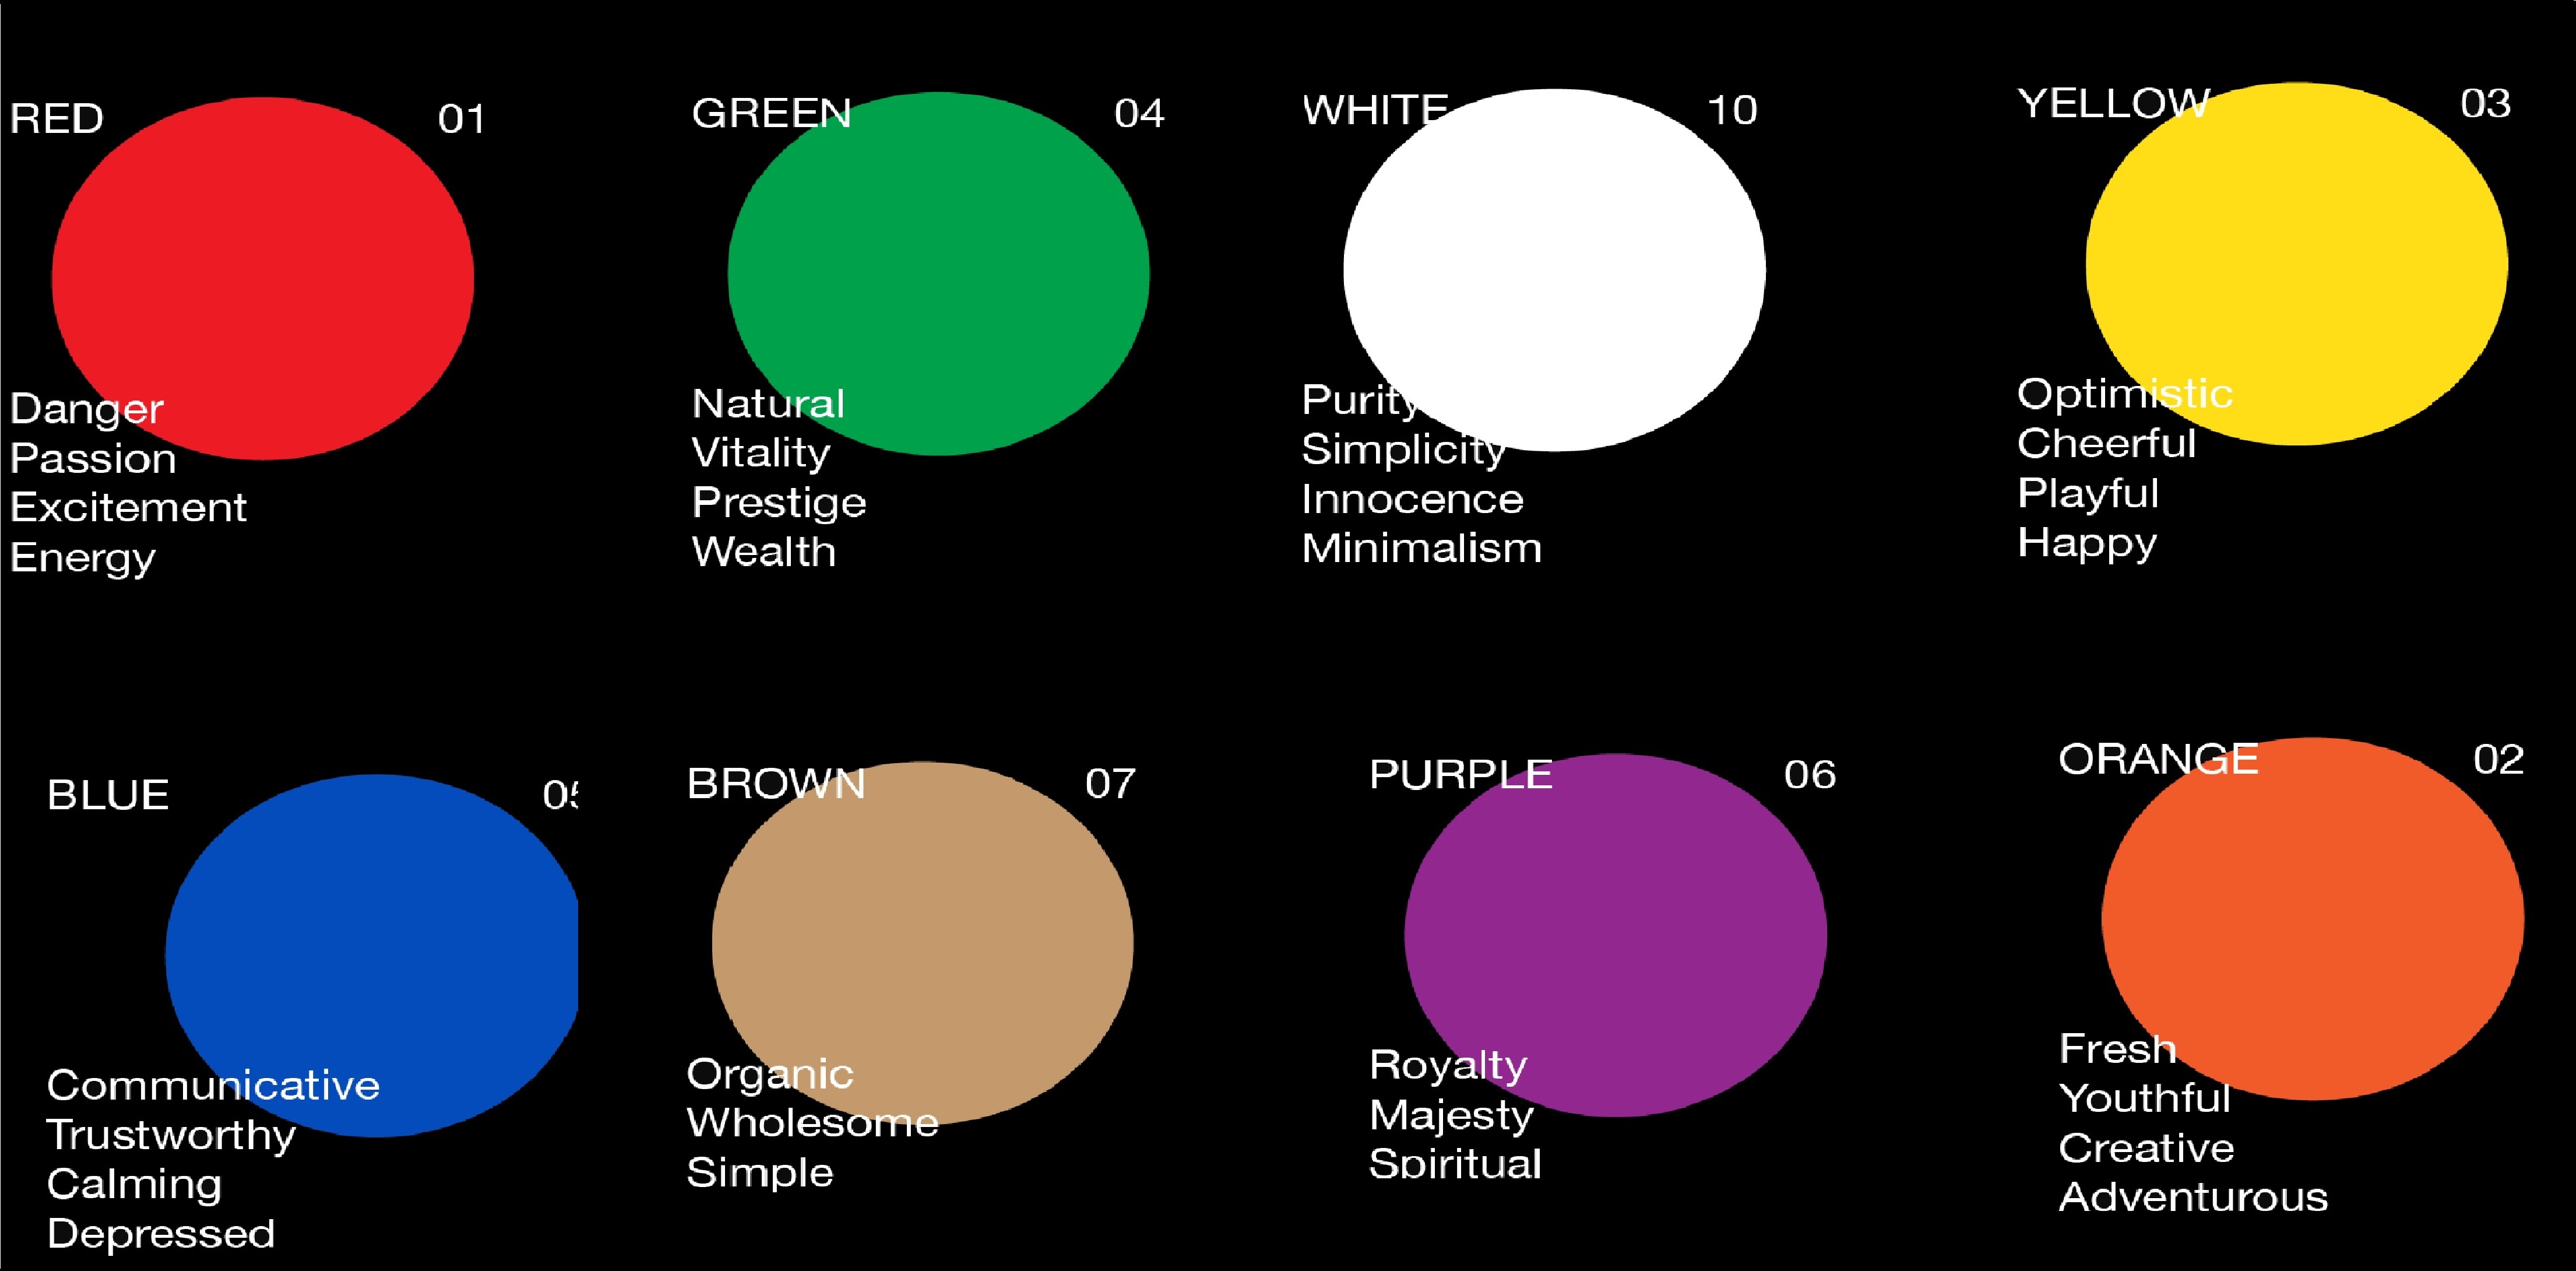 RED 01
Danger
Passion
Excitement
Energy
GREEN 04
Natural
Vitality
Prestige
Wealth
WHITE 10
Purity
Simplicity
Innocence
Minimalism
YELLOW 03
Optimistic
Cheerful
Playful
Happy
BLUE 05
Communicative
Trustworthy
Calming
Depressed
BROWN 07
Organic
Wholesome
Simple
PURPLE 06
Royalty
Majesty
Spiritual
ORANGE 02
Fresh
Youthful
Creative
Adventurous